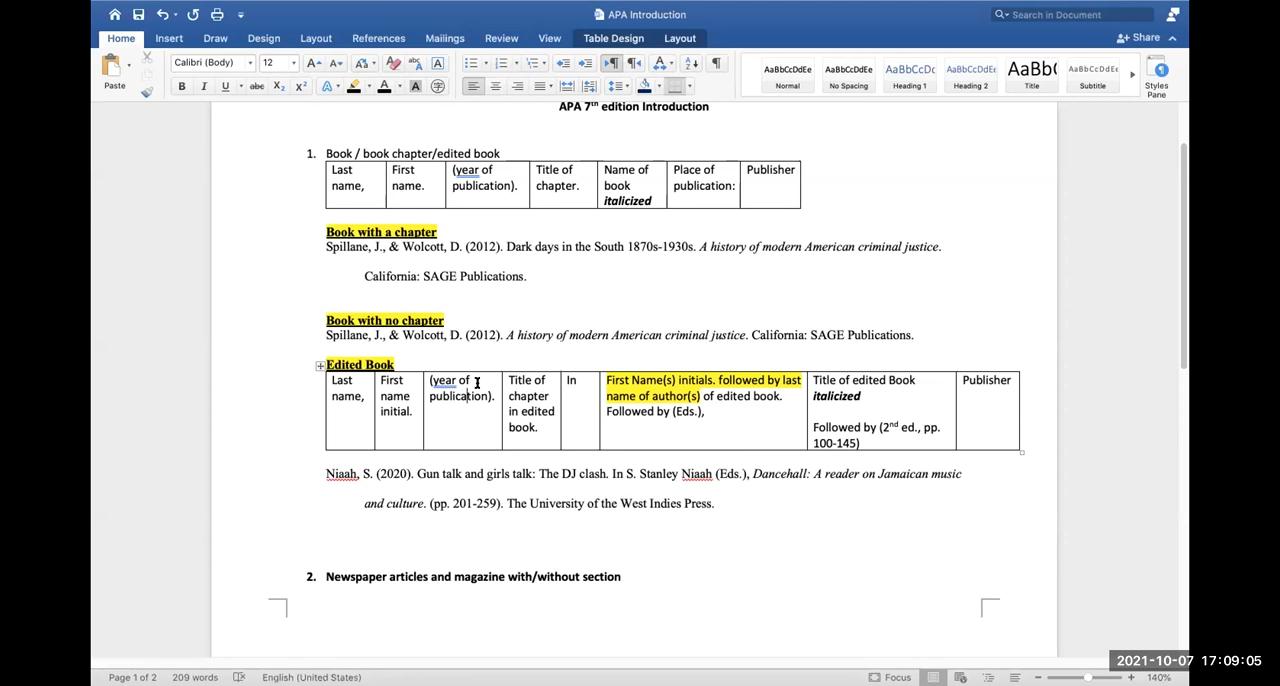 APA Introduction
Search in Document
Home Insert Draw Design Layout References Mailings Review View Table Design Layout
Share
Paste
Calibri (Body) 12
AaBbCcDdEe AaBbCcDdEe AaBbCcDc AaBbCcDdEe AaBb( AaBbCcDdEe
Normal No Spacing Heading 1 Heading 2 Title Subtitle
Styles
Pane
APA 7th edition Introduction
1. Book / book chapter/edited book
Last name, First name. (year of publication). Title of chapter. Name of book italicized Place of publication: Publisher
Book with a chapter
Spillane, J., & Wolcott, D. (2012). Dark days in the South 1870s-1930s. A history of modern American criminal justice.
California: SAGE Publications.
Book with no chapter
Spillane, J., & Wolcott, D. (2012). A history of modern American criminal justice. California: SAGE Publications.
Edited Book
Last name, First name initial. (year of publication). Title of chapter in edited book. In First Name(s) initials. followed by last name of author(s) of edited book. Followed by (Eds.), Title of edited Book italicized Followed by (2nd ed., pp. 100-145) Publisher
Niaah, S. (2020). Gun talk and girls talk: The DJ clash. In S. Stanley Niaah (Eds.), Dancehall: A reader on Jamaican music
and culture. (pp. 201-259). The University of the West Indies Press.
2. Newspaper articles and magazine with/without section
Page 1 of 2 209 words English (United States) Focus 140%
2021-10-07 17:09:05